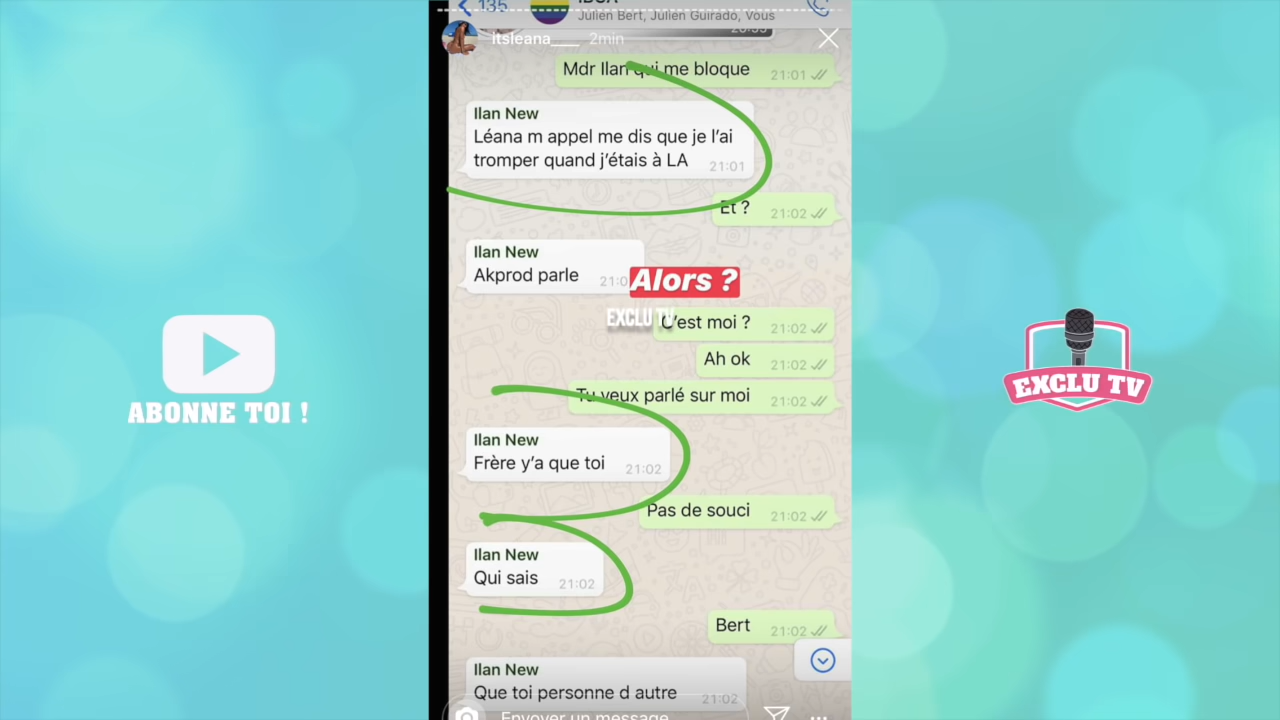 135
Julien Bert, Julien Guirado, Vous
itsleana___ 2min
Mdr Ilan qui me bloque 21:01
Ilan New
Léana m appel me dis que je l'ai
tromper quand j'étais à LA 21:01
Et ? 21:02
Ilan New
Akprod parle 21:0
Alors ?
EXCLU TV
C'est moi ? 21:02
Ah ok 21:02
Tu veux parlé sur moi 21:02
Ilan New
Frère y'a que toi 21:02
Pas de souci 21:02
Ilan New
Qui sais 21:02
Bert 21:02
Ilan New
Que toi personne d autre 21:02
Envoyer un message
ABONNE TOI !
EXCLU TV